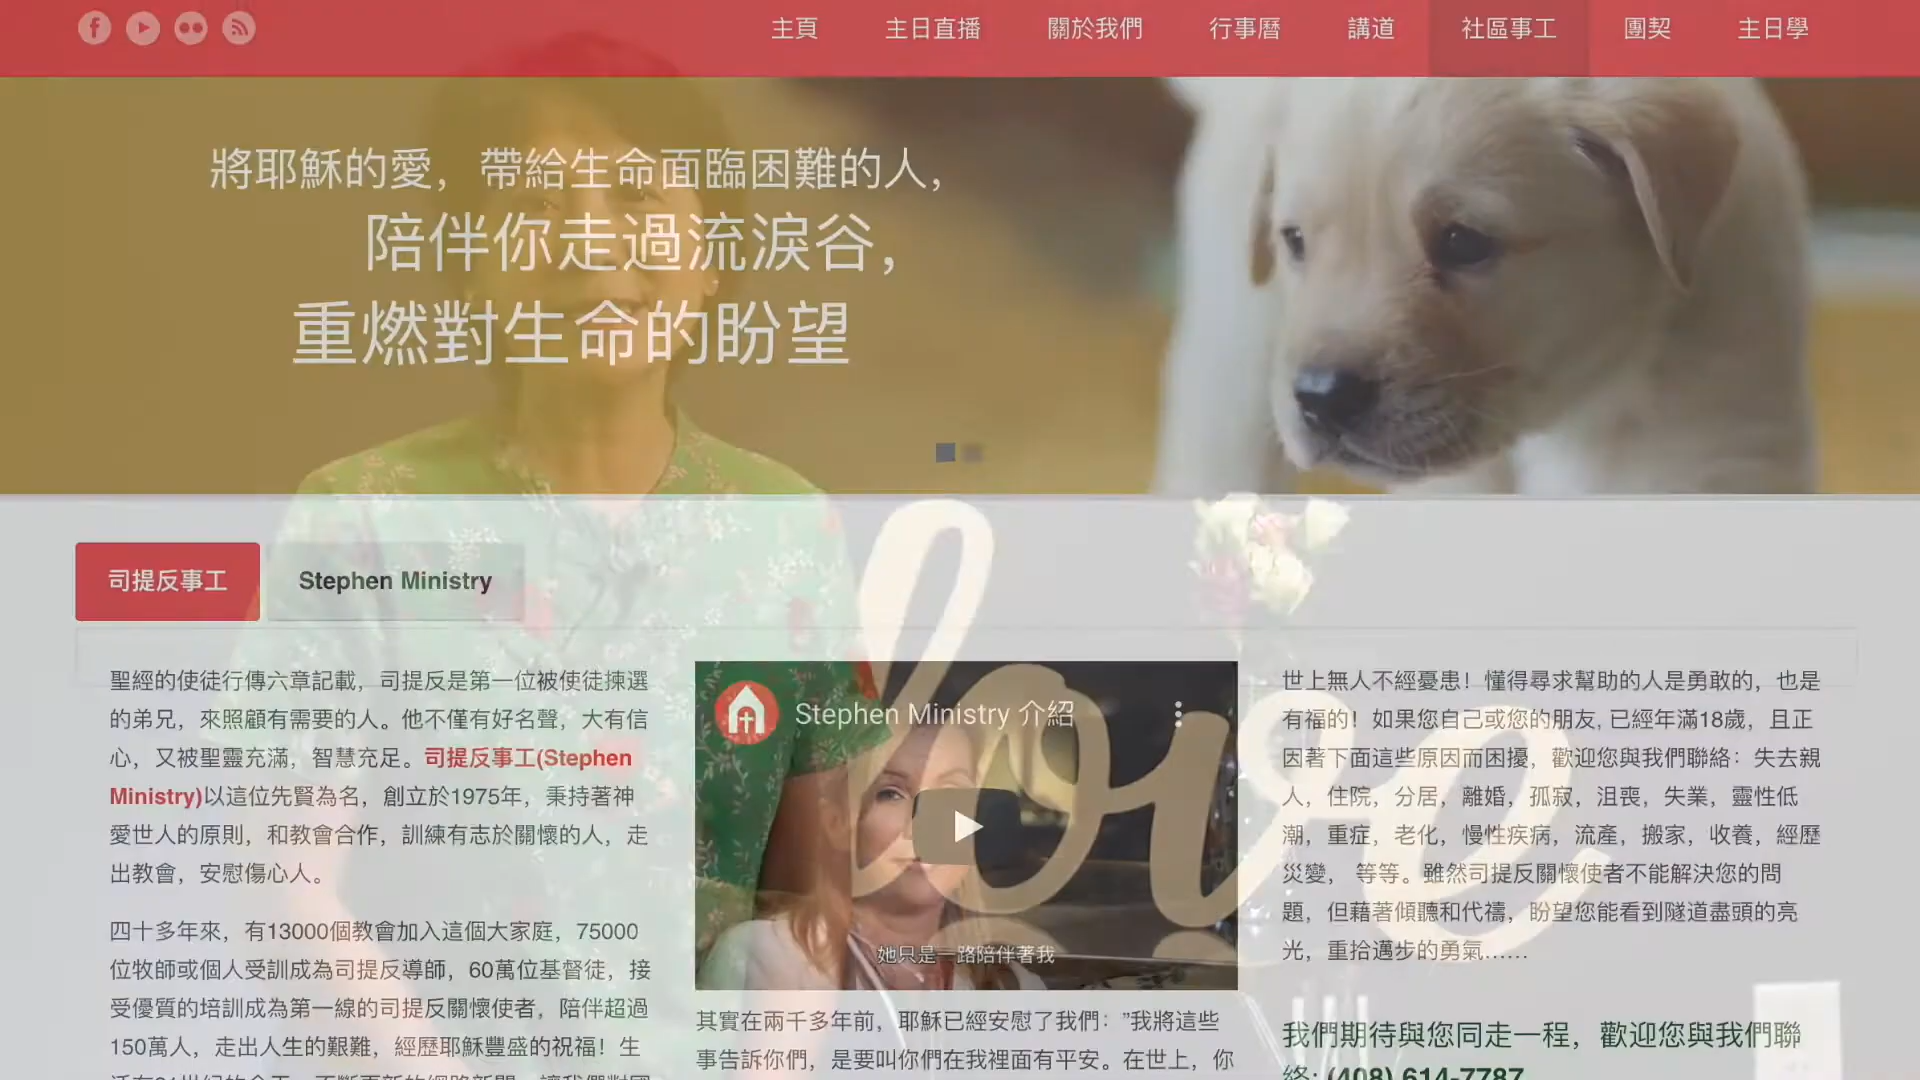 主頁 主日直播 關於我們 行事曆 講道 社區事工 團契 主日學
將耶穌的愛，帶給生命面臨困難的人，
陪伴你走過流淚谷，
重燃對生命的盼望
司提反事工 Stephen Ministry
聖經的使徒行傳六章記載，司提反是第一位被使徒揀選
的弟兄，來照顧有需要的人。他不僅有好名聲，大有信
心，又被聖靈充滿，智慧充足。司提反事工(Stephen
Ministry)以這位先賢為名，創立於1975年，秉持著神
愛世人的原則，和教會合作，訓練有志於關懷的人，走
出教會，安慰傷心人。
四十多年來，有13000個教會加入這個大家庭，75000
位牧師或個人受訓成為司提反導師，60萬位基督徒，接
受優質的培訓成為第一線的司提反關懷使者，陪伴超過
150萬人，走出人生的艱難，經歷耶穌豐盛的祝福！生
Stephen Ministry 介紹
love
她只是一路陪伴著我
其實在兩千多年前，耶穌已經安慰了我們：”我將這些
事告訴你們，是要叫你們在我裡面有平安。在世上，你
世上無人不經憂患！懂得尋求幫助的人是勇敢的，也是
有福的！如果您自己或您的朋友, 已經年滿18歲，且正
因著下面這些原因而困擾，歡迎您與我們聯絡：失去親
人，住院，分居，離婚，孤寂，沮喪，失業，靈性低
潮，重症，老化，慢性疾病，流產，搬家，收養，經歷
災變， 等等。雖然司提反關懷使者不能解決您的問
題，但藉著傾聽和代禱，盼望您能看到隧道盡頭的亮
光，重拾邁步的勇氣……
我們期待與您同走一程，歡迎您與我們聯
絡: (408) 614-7787